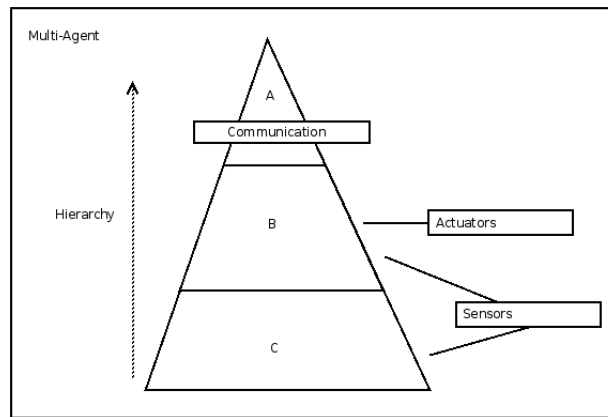 Multi-Agent
A
Communication
Hierarchy
B
Actuators
Sensors
C